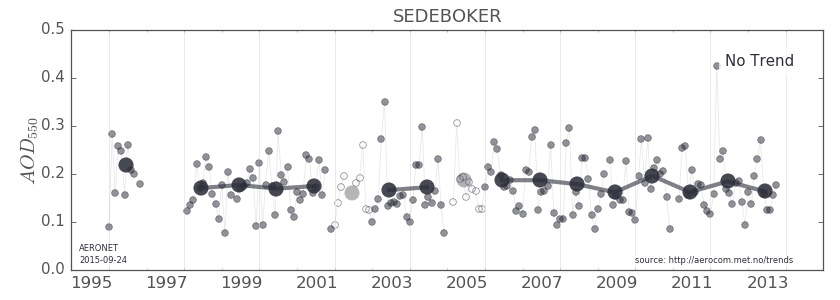 SEDEBOKER
0.5
No Trend
0.4
0.3
AOD550
0.2
0.1
AERONET
2015-09-24
source: http://aerocom.met.no/trends
0.0
1995 1997 1999 2001 2003 2005 2007 2009 2011 2013